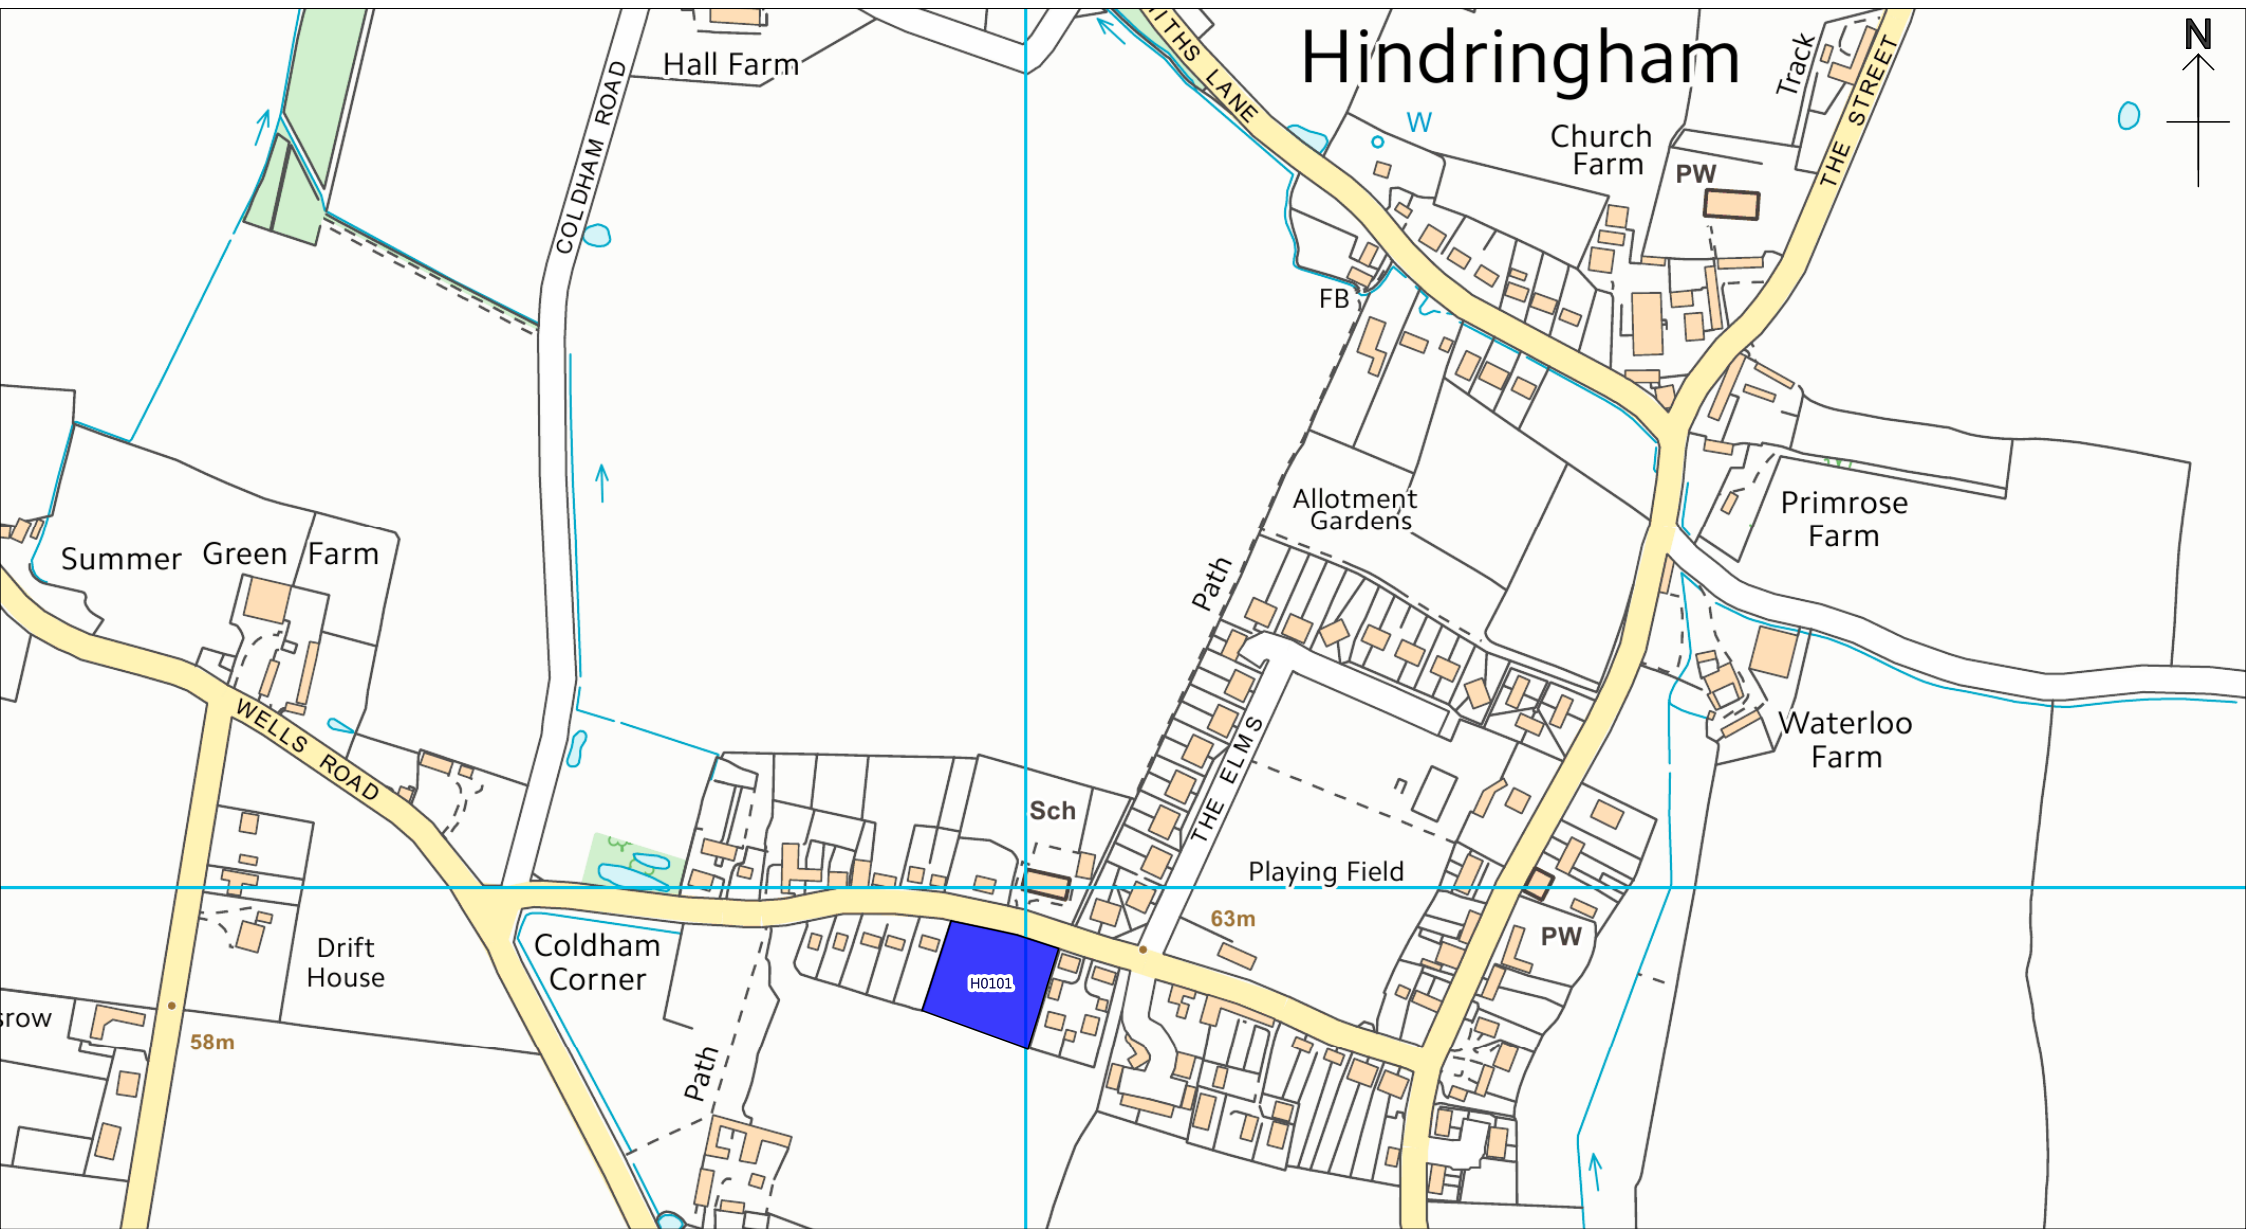 Hindringham
N
Hall Farm
COLDHAM ROAD
LANE
W
Church
Farm
PW
Track
THE STREET
FB
Allotment
Gardens
Primrose
Farm
Path
Summer Green Farm
WELLS ROAD
THE ELMS
Waterloo
Farm
Sch
Playing Field
63m
PW
Coldham
Corner
Drift
House
H0101
58m
Path